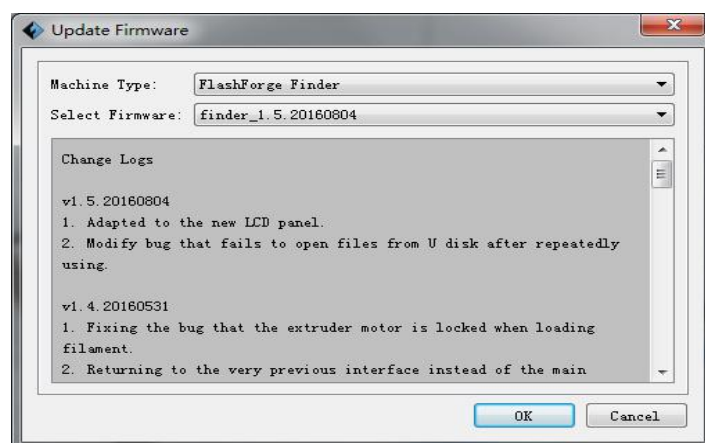 Update Firmware
Machine Type: FlashForge Finder
Select Firmware: finder_1.5.20160804
Change Logs
v1.5.20160804
1. Adapted to the new LCD panel.
2. Modify bug that fails to open files from U disk after repeatedly
using.
v1.4.20160531
1. Fixing the bug that the extruder motor is locked when loading
filament.
2. Returning to the very previous interface instead of the main
OK Cancel